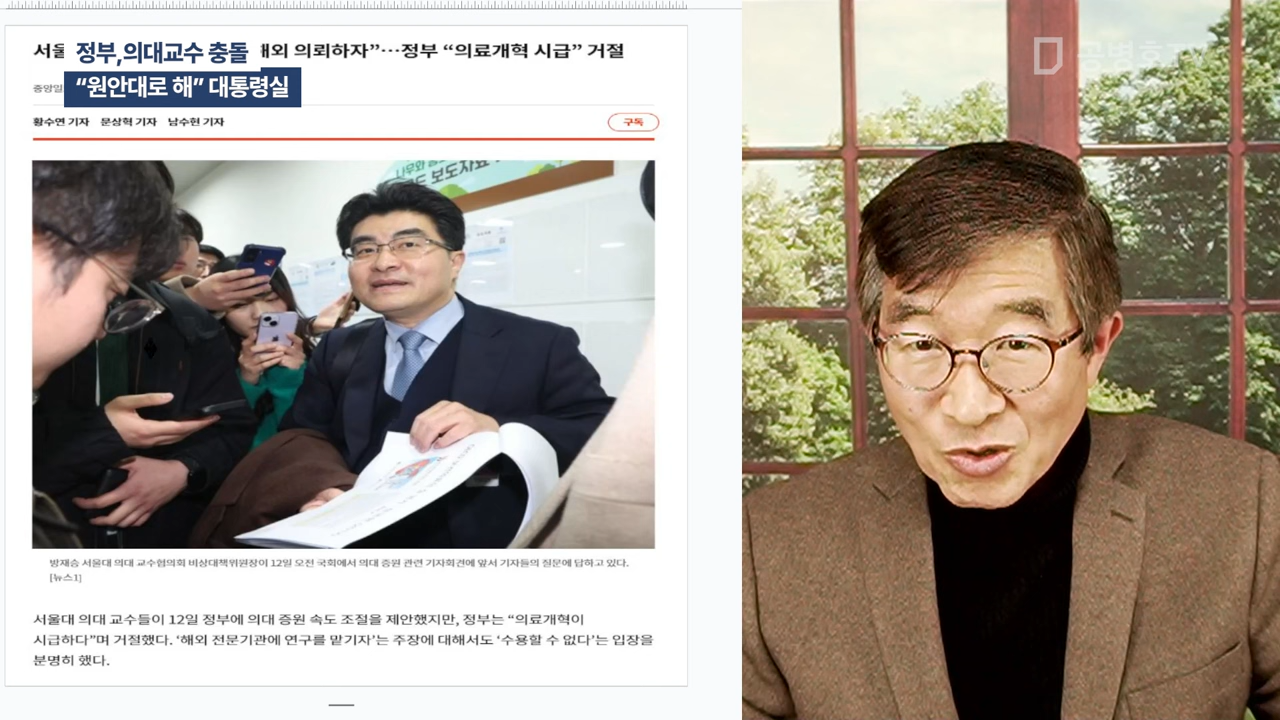 서울
정부,의대교수 충돌
해외 의뢰하자”…정부 “의료개혁 시급” 거절
“원안대로 해” 대통령실
중앙일
황수연 기자 문상혁 기자 남수현 기자
구독
보도자료
공병호
방재승 서울대 의대 교수협의회 비상대책위원장이 12일 오전 국회에서 의대 증원 관련 기자회견에 앞서 기자들의 질문에 답하고 있다.
[뉴스1]
서울대 의대 교수들이 12일 정부에 의대 증원 속도 조절을 제안했지만, 정부는 “의료개혁이
시급하다”며 거절했다. ‘해외 전문기관에 연구를 맡기자’는 주장에 대해서도 ‘수용할 수 없다’는 입장을
분명히 했다.